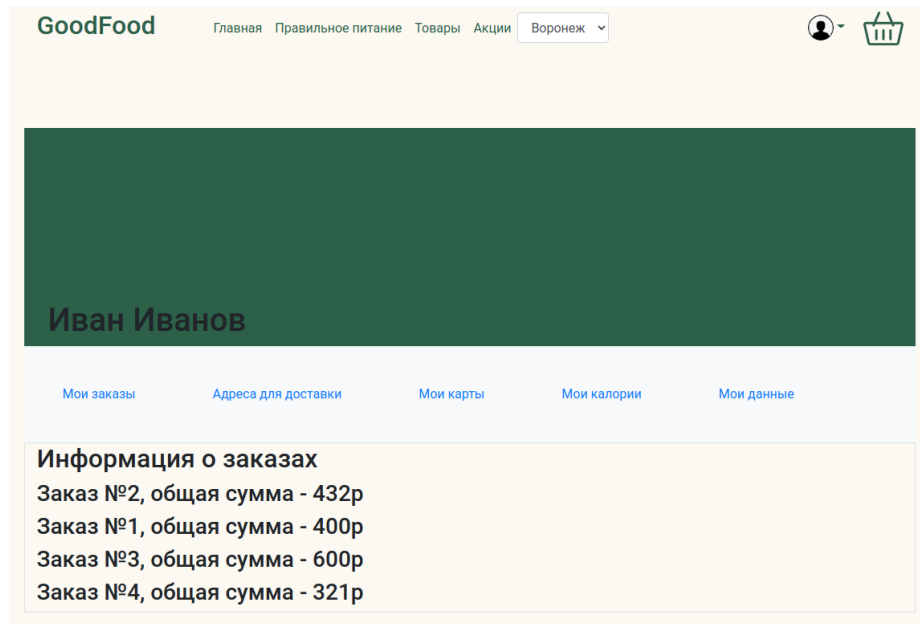 GoodFood Главная Правильное питание Товары Акции Воронеж
Иван Иванов
Мои заказы Адреса для доставки Мои карты Мои калории Мои данные
Информация о заказах
Заказ №2, общая сумма - 432р
Заказ №1, общая сумма - 400р
Заказ №3, общая сумма - 600р
Заказ №4, общая сумма - 321р